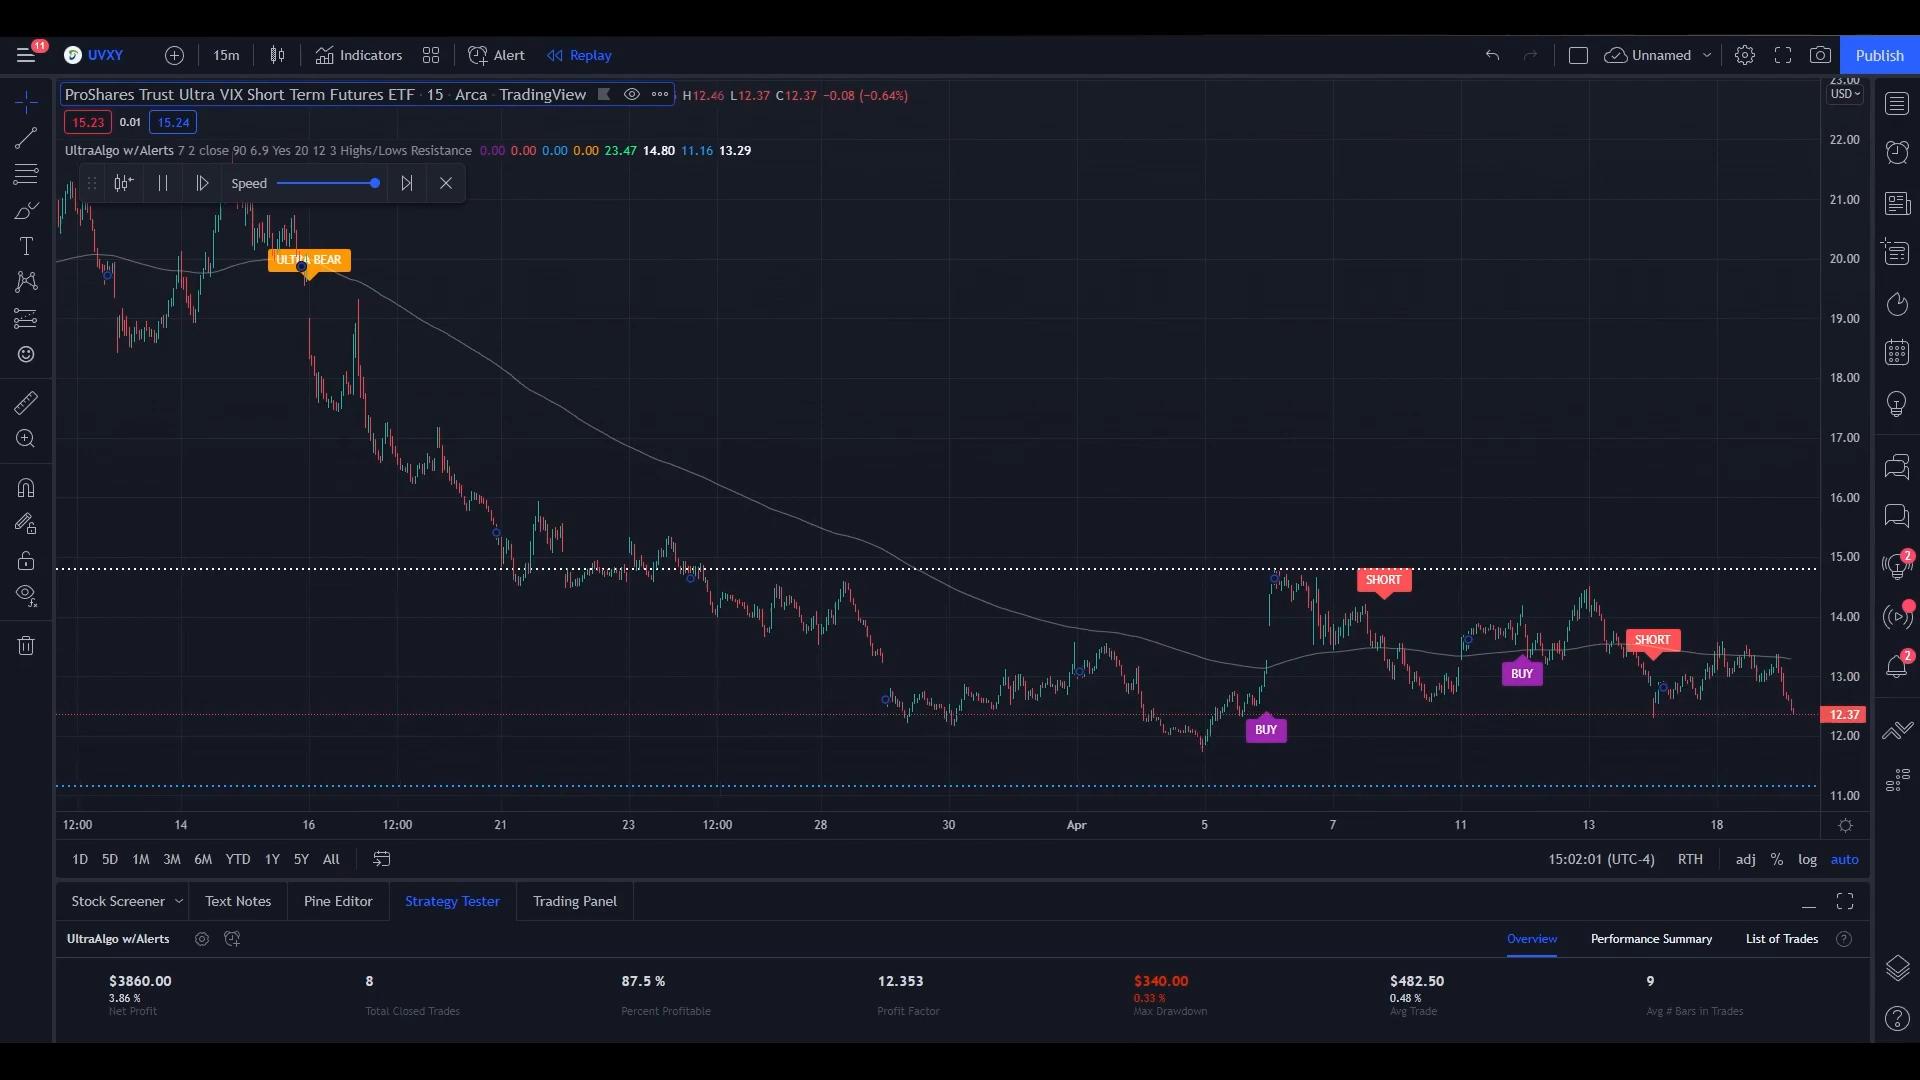 11
UVXY
15m
Indicators
Alert
Replay
Unnamed
Publish
ProShares Trust Ultra VIX Short Term Futures ETF · 15 · Arca · TradingView
H12.46 L12.37 C12.37 −0.08 (−0.64%)
15.23 0.01 15.24
UltraAlgo w/Alerts 7 2 close 90 6.9 Yes 20 12 3 Highs/Lows Resistance 0.00 0.00 0.00 0.00 23.47 14.80 11.16 13.29
Speed
23.00
USD
22.00
21.00
20.00
19.00
18.00
17.00
16.00
15.00
14.00
13.00
12.37
12.00
11.00
ULTRA BEAR
SHORT
SHORT
BUY
BUY
2
2
12:00 14 16 12:00 21 23 12:00 28 30 Apr 5 7 11 13 18
1D 5D 1M 3M 6M YTD 1Y 5Y All
15:02:01 (UTC-4) RTH adj % log auto
Stock Screener Text Notes Pine Editor Strategy Tester Trading Panel
UltraAlgo w/Alerts
Overview Performance Summary List of Trades
$3860.00 8 87.5 % 12.353 $340.00 $482.50 9
3.86 % 0.33 % 0.48 %
Net Profit Total Closed Trades Percent Profitable Profit Factor Max Drawdown Avg Trade Avg # Bars in Trades